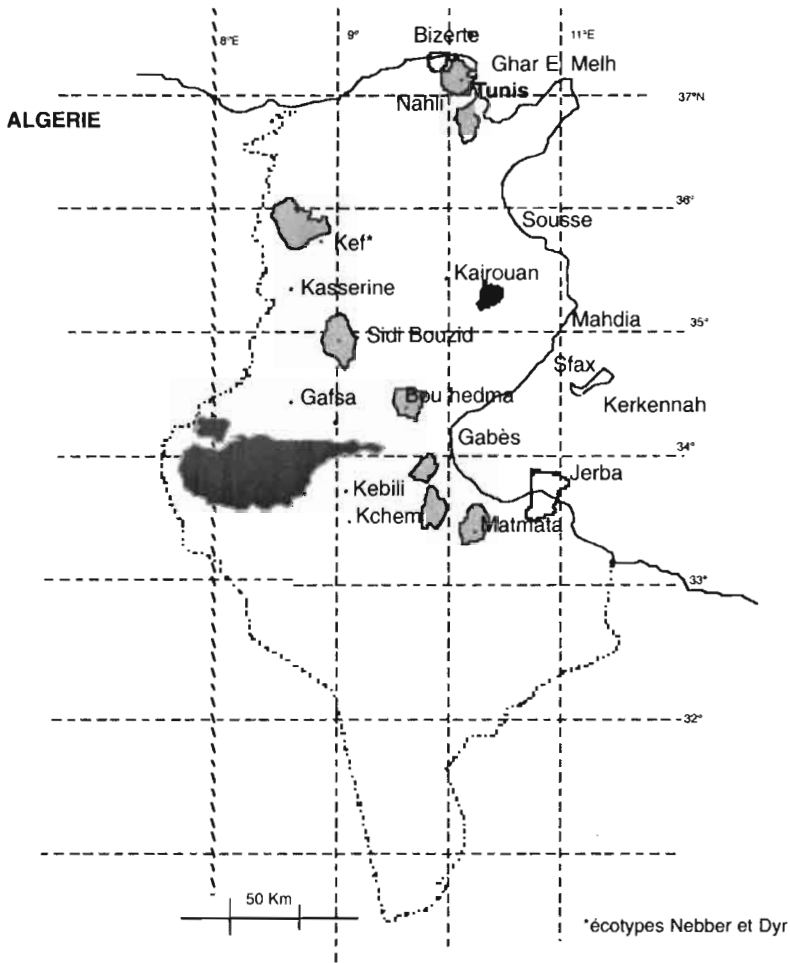 Bizerte
8°E
9°
11°E
Ghar El Melh
Tunis
Nahli
37°N
ALGERIE
36°
Sousse
Kef*
Kairouan
Kasserine
Mahdia
35°
Sidi Bouzid
Sfax
Gafsa
Bou hedma
Kerkennah
Gabès
34°
Jerba
Kebili
Kchem
Matmata
33°
32°
50 Km
*écotypes Nebber et Dyr